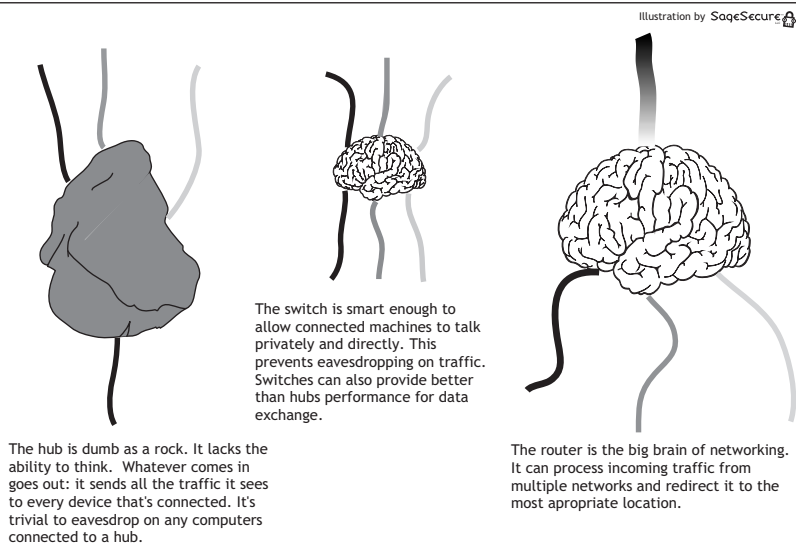 Illustration by SageSecure
The hub is dumb as a rock. It lacks the
ability to think.  Whatever comes in
goes out: it sends all the traffic it sees
to every device that's connected. It's
trivial to eavesdrop on any computers
connected to a hub.
The switch is smart enough to
allow connected machines to talk
privately and directly. This
prevents eavesdropping on traffic.
Switches can also provide better
than hubs performance for data
exchange.
The router is the big brain of networking.
It can process incoming traffic from
multiple networks and redirect it to the
most apropriate location.